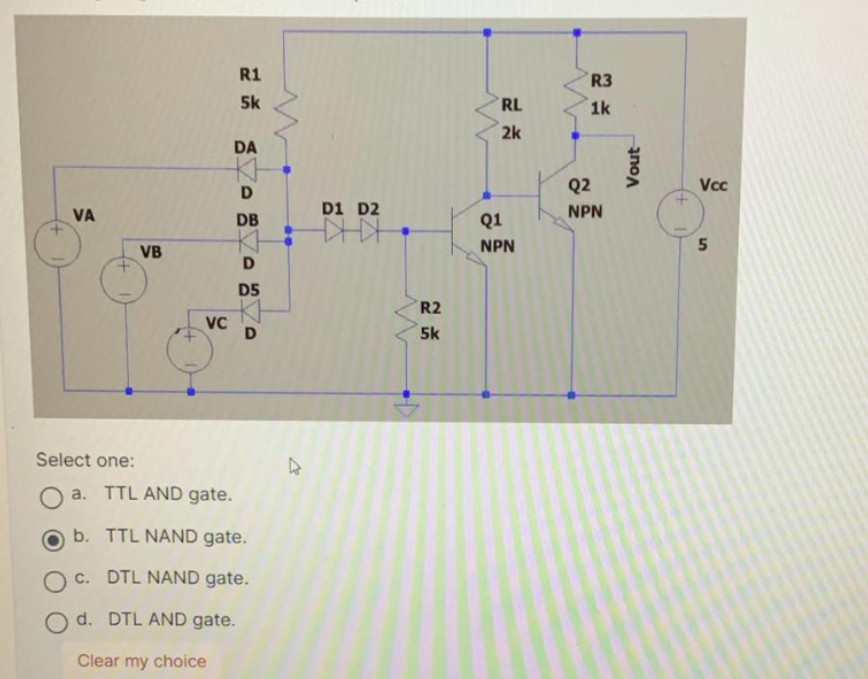 R1
5k
R3
1k
RL
2k
DA
D
Vout
Q2
NPN
Vcc
5
VA
DB
D
D1 D2
Q1
NPN
VB
D5
D
VC
R2
5k
Select one:
a. TTL AND gate.
b. TTL NAND gate.
c. DTL NAND gate.
d. DTL AND gate.
Clear my choice